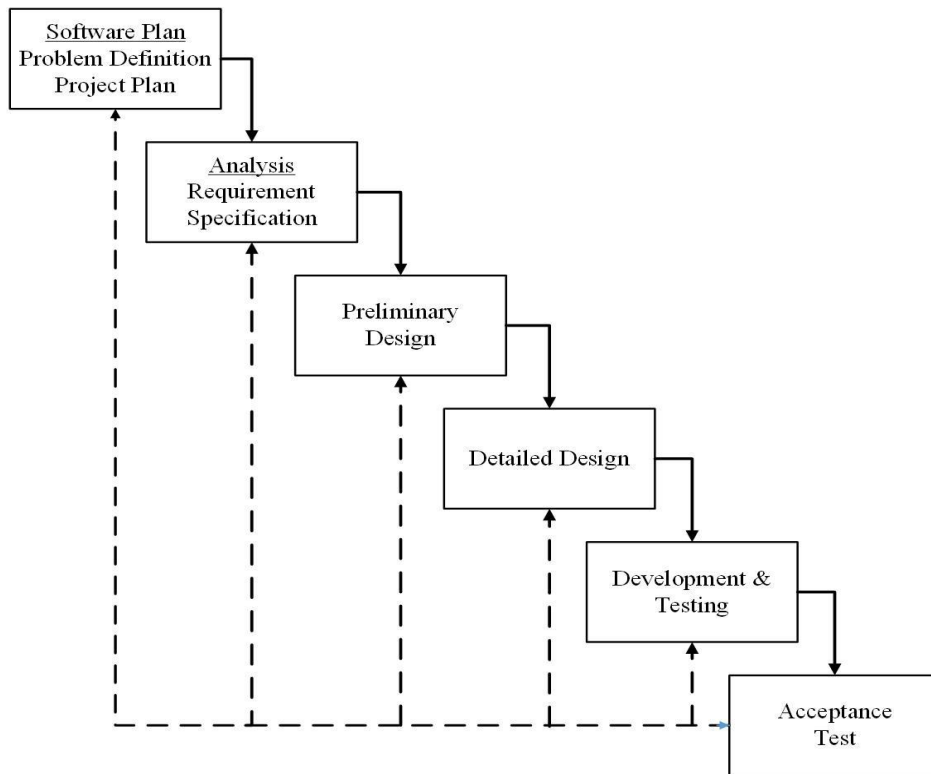 Software Plan
Problem Definition
Project Plan
Analysis
Requirement
Specification
Preliminary
Design
Detailed Design
Development &
Testing
Acceptance
Test